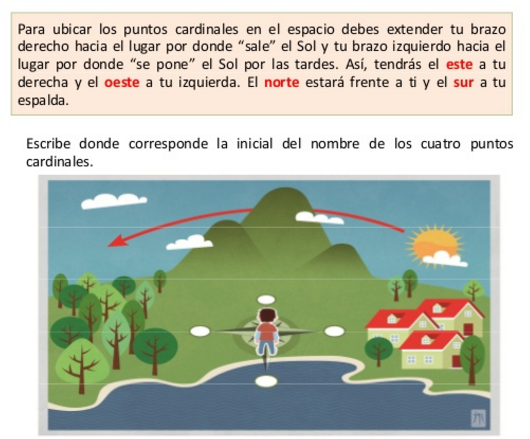 Para ubicar los puntos cardinales en el espacio debes extender tu brazo
derecho hacia el lugar por donde “sale” el Sol y tu brazo izquierdo hacia el
lugar por donde “se pone” el Sol por las tardes. Así, tendrás el este a tu
derecha y el oeste a tu izquierda. El norte estará frente a ti y el sur a tu
espalda.
Escribe donde corresponde la inicial del nombre de los cuatro puntos
cardinales.